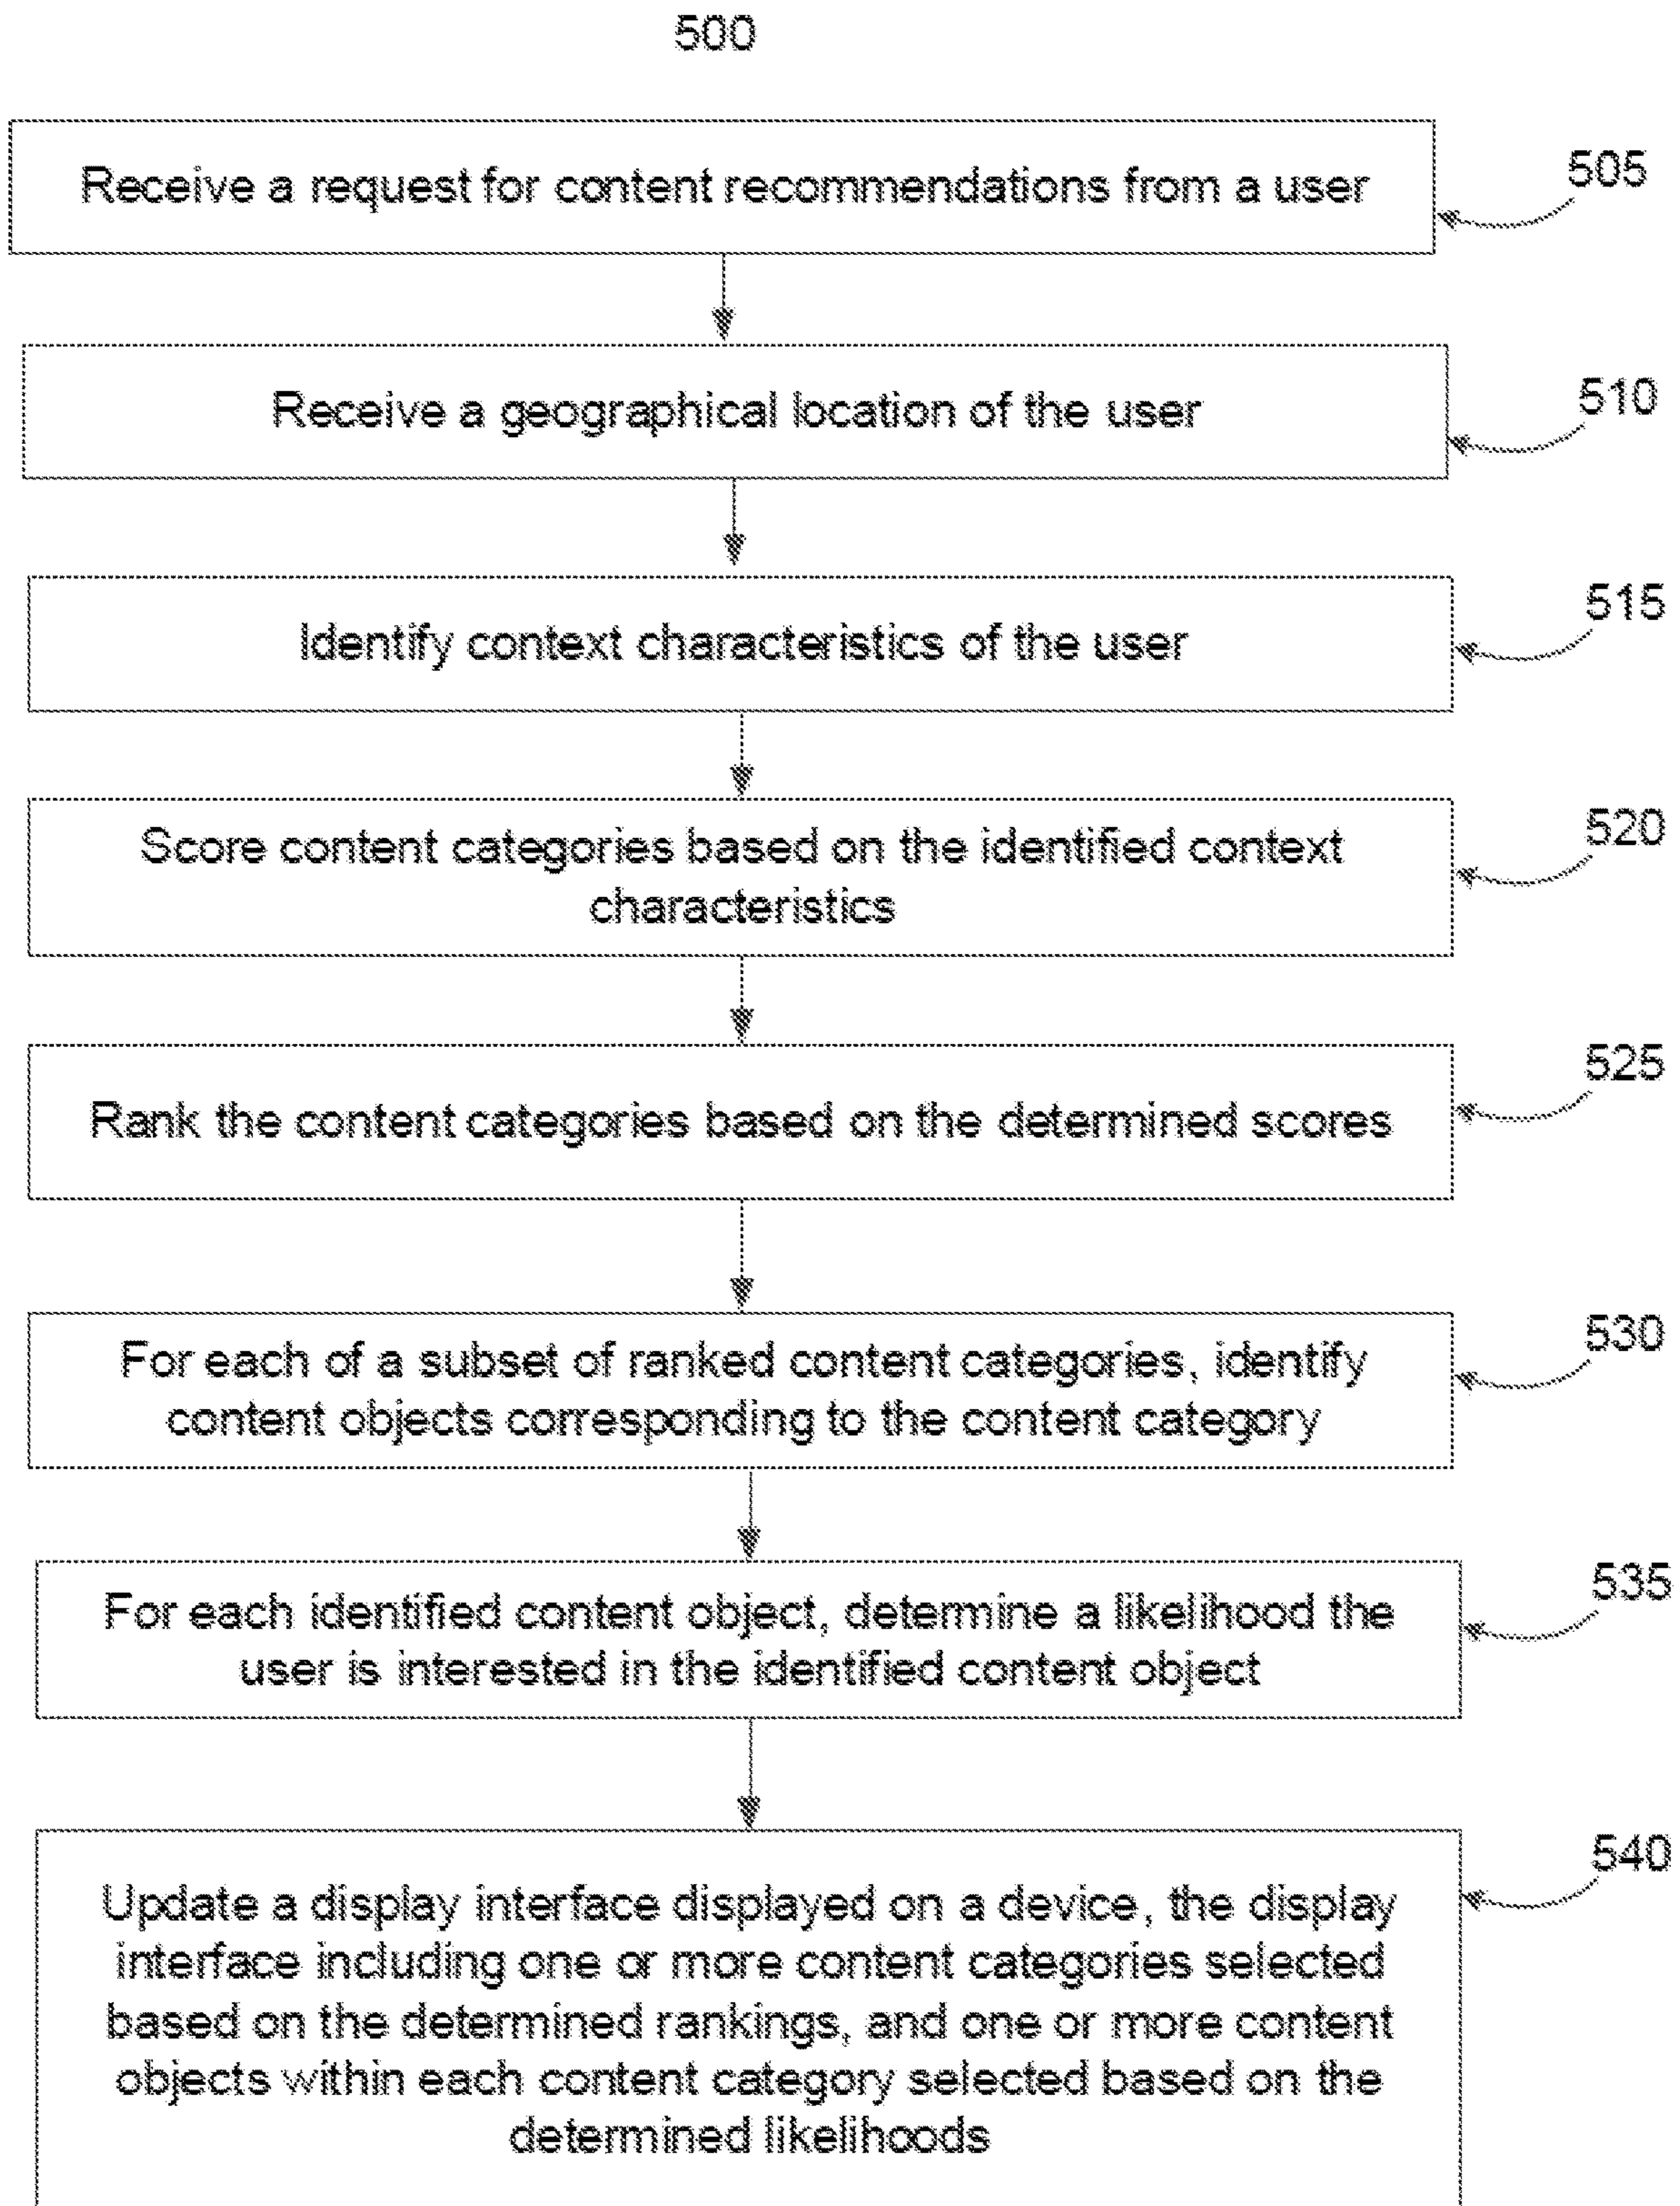 500
Receive a request for content recommendations from a user
505
Receive a geographical location of the user
510
Identify context characteristics of the user
515
Score content categories based on the identified context
characteristics
520
Rank the content categories based on the determined scores
525
For each of a subset of ranked content categories, identify
content objects corresponding to the content category
530
For each identified content object, determine a likelihood the
user is interested in the identified content object
535
Update a display interface displayed on a device, the display
interface including one or more content categories selected
based on the determined rankings, and one or more content
objects within each content category selected based on the
determined likelihoods
540